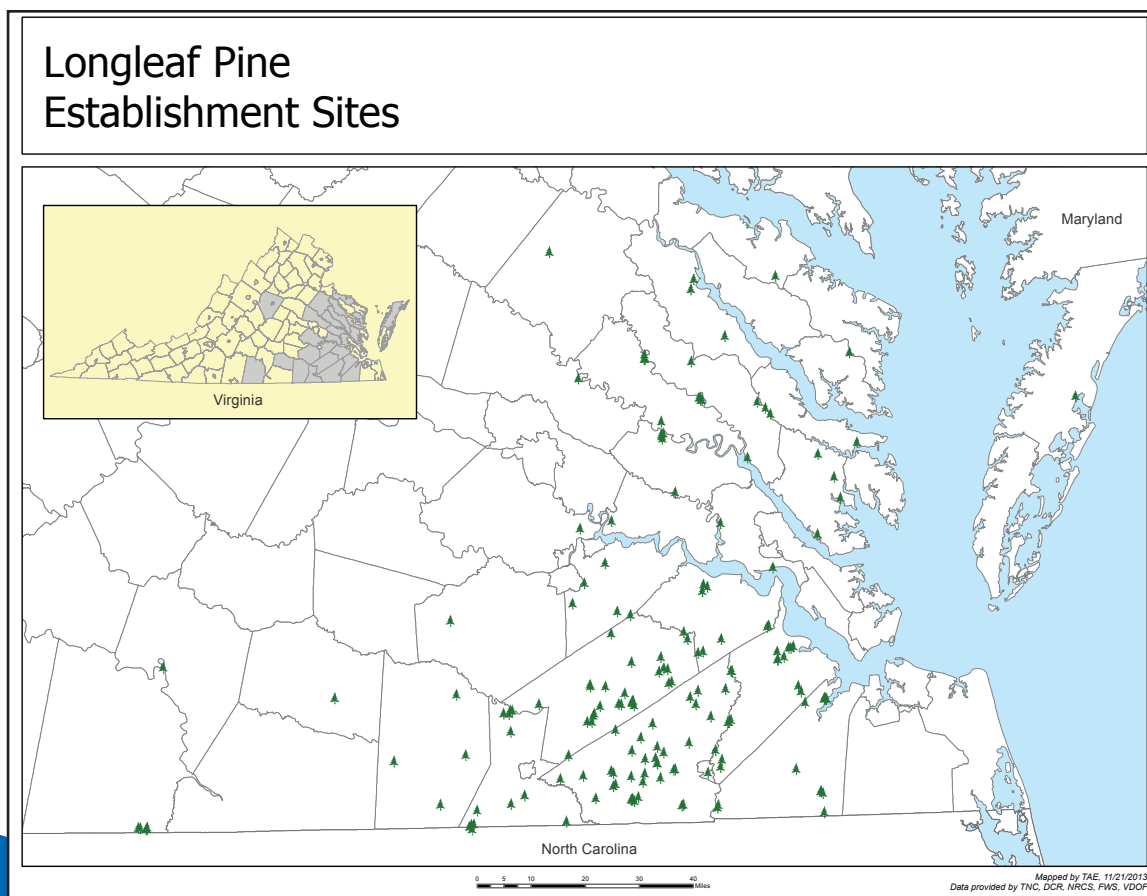 Longleaf Pine
Establishment Sites
Maryland
Virginia
North Carolina
0 5 10 20 30 40
Miles
Mapped by TAE, 11/21/2013
Data provided by TNC, DCR, NRCS, FWS, VDOF